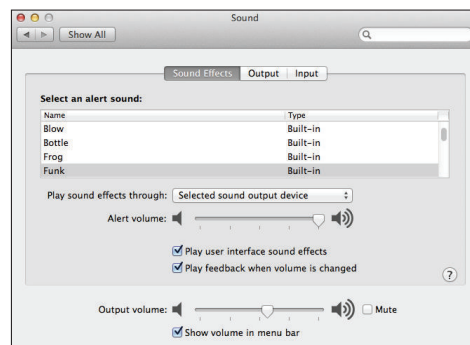 Sound
Show All
Sound Effects Output Input
Select an alert sound:
Name Type
Blow Built-in
Bottle Built-in
Frog Built-in
Funk Built-in
Play sound effects through: Selected sound output device
Alert volume:
Play user interface sound effects
Play feedback when volume is changed
?
Output volume: Mute
Show volume in menu bar